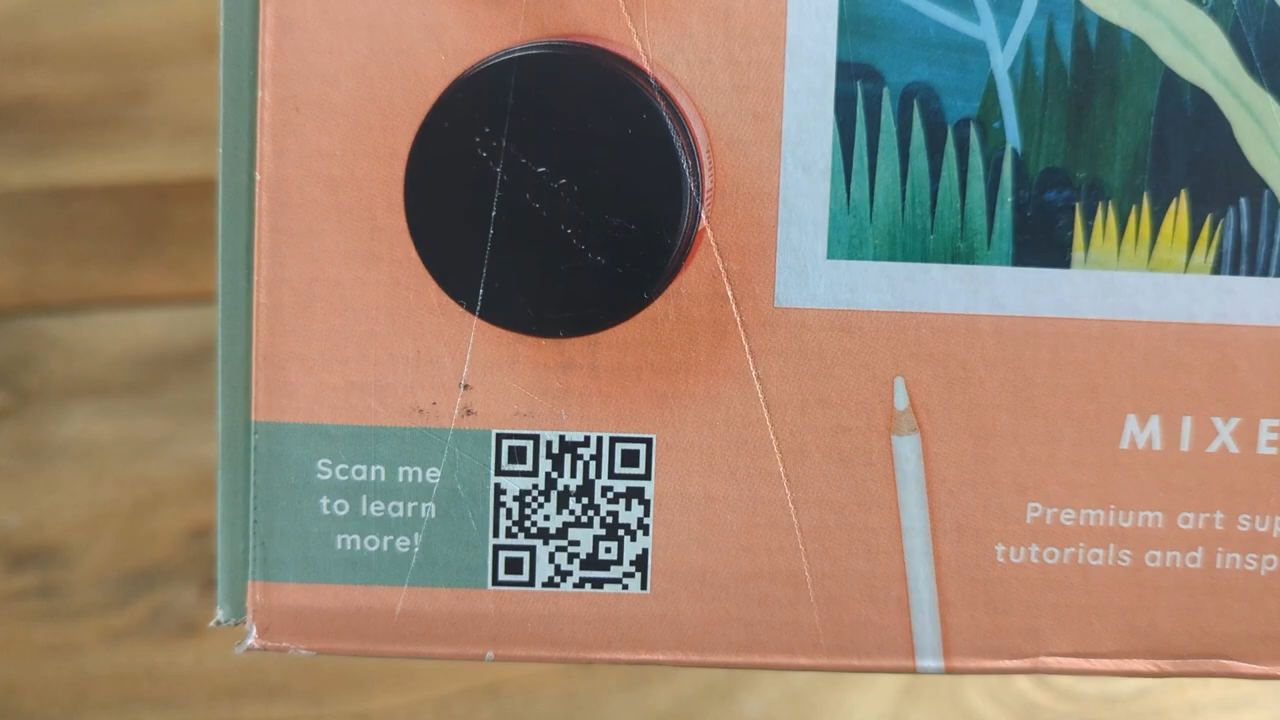 Scan me
to learn
more!
MIXE
Premium art sup
tutorials and insp